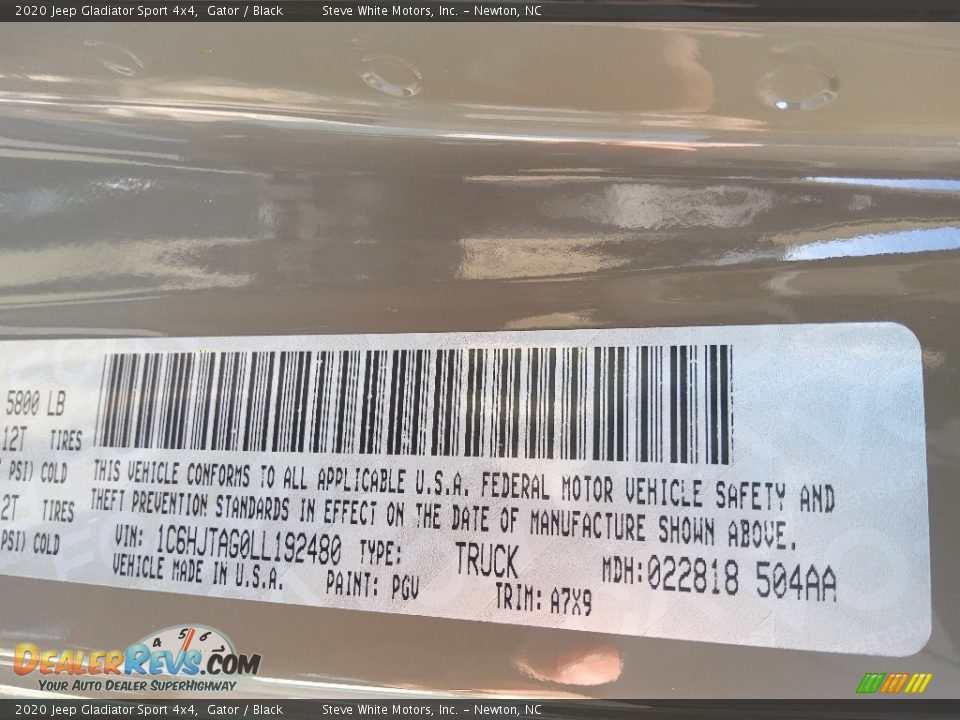 2020 Jeep Gladiator Sport 4x4, Gator / Black Steve White Motors, Inc. - Newton, NC
5800 LB
12T TIRES
PSI) COLD
2T TIRES
PSI) COLD
THIS VEHICLE CONFORMS TO ALL APPLICABLE U.S.A. FEDERAL MOTOR VEHICLE SAFETY AND
THEFT PREVENTION STANDARDS IN EFFECT ON THE DATE OF MANUFACTURE SHOWN ABOVE.
VIN: 1C6HJTAG0LL192480 TYPE: TRUCK MDH:022818 504AA
VEHICLE MADE IN U.S.A. PAINT: PGV TRIM: A7X9
4 5 6
DEALERREVS.COM
YOUR AUTO DEALER SUPERHIGHWAY
2020 Jeep Gladiator Sport 4x4, Gator / Black Steve White Motors, Inc. - Newton, NC